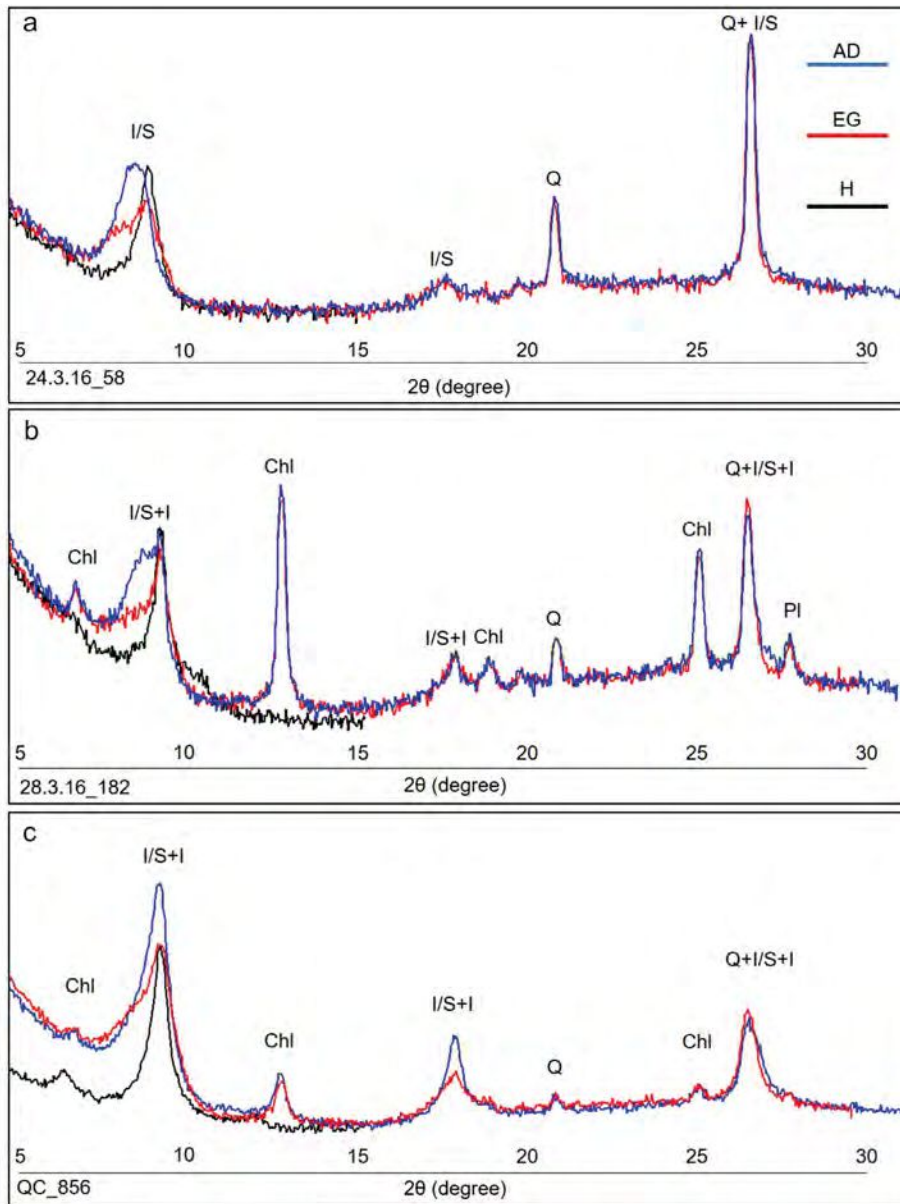 a
Q+ I/S
AD
EG
H
I/S
Q
I/S
5 10 15 20 25 30
24.3.16_58
2θ (degree)
b
Chl
Q+I/S+I
I/S+I
Chl
Chl
Pl
I/S+I
Chl
Q
5 10 15 20 25 30
28.3.16_182
2θ (degree)
c
I/S+I
Q+I/S+I
Chl
I/S+I
Chl
Chl
Q
5 10 15 20 25 30
QC_856
2θ (degree)